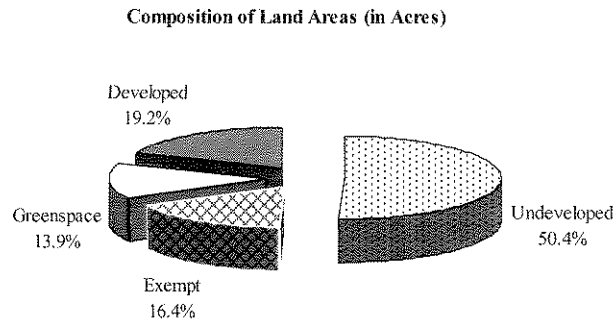 Composition of Land Areas (in Acres)
Developed
19.2%
Greenspace
13.9%
Exempt
16.4%
Undeveloped
50.4%